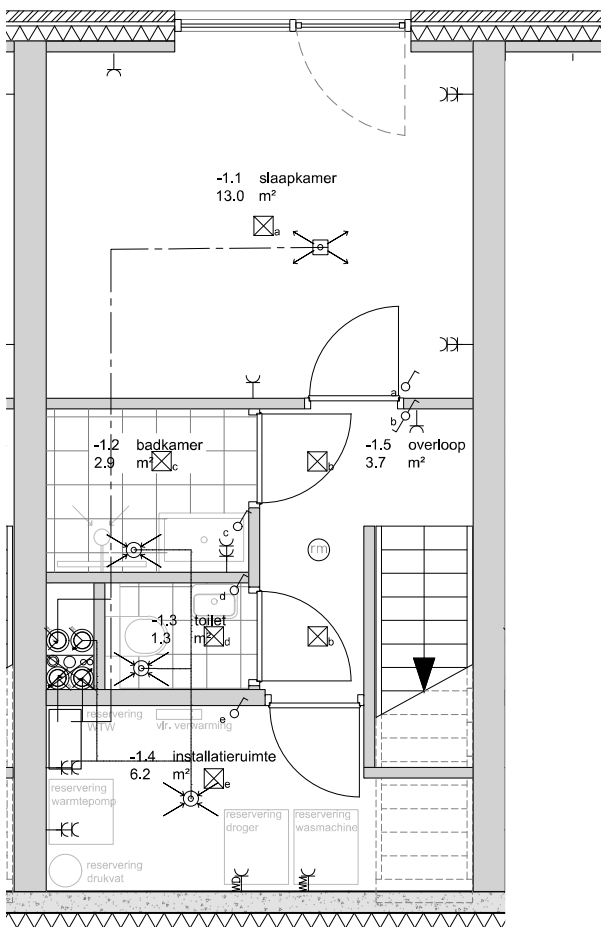 -1.1 slaapkamer
13.0 m²
a
a
b
-1.2 badkamer
2.9 m²
c
b
-1.5 overloop
3.7 m²
c
rm
d
-1.3 toilet
1.3 m²
d
b
e
reservering
WTW
vlr. verwarming
-1.4 installatieruimte
6.2 m²
e
reservering
warmtepomp
reservering
droger
reservering
wasmachine
reservering
drukvat
WD
WM